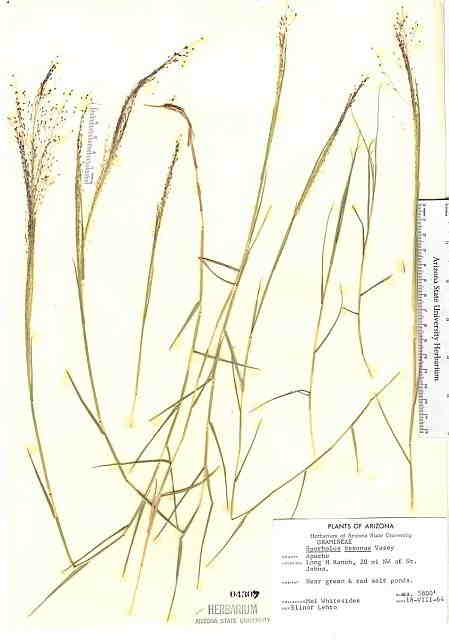 Arizona State University Herbarium
PLANTS OF ARIZONA
Herbarium of Arizona State University
GRAMINEAE
Sporobolus texanus Vasey
Apache
Long H Ranch, 20 mi NW of St.
Johns.
Near green & red salt ponds.
5800'
Mel Whiteside
18-VIII-64
Elinor Lehto
04307
HERBARIUM
ARIZONA STATE UNIVERSITY